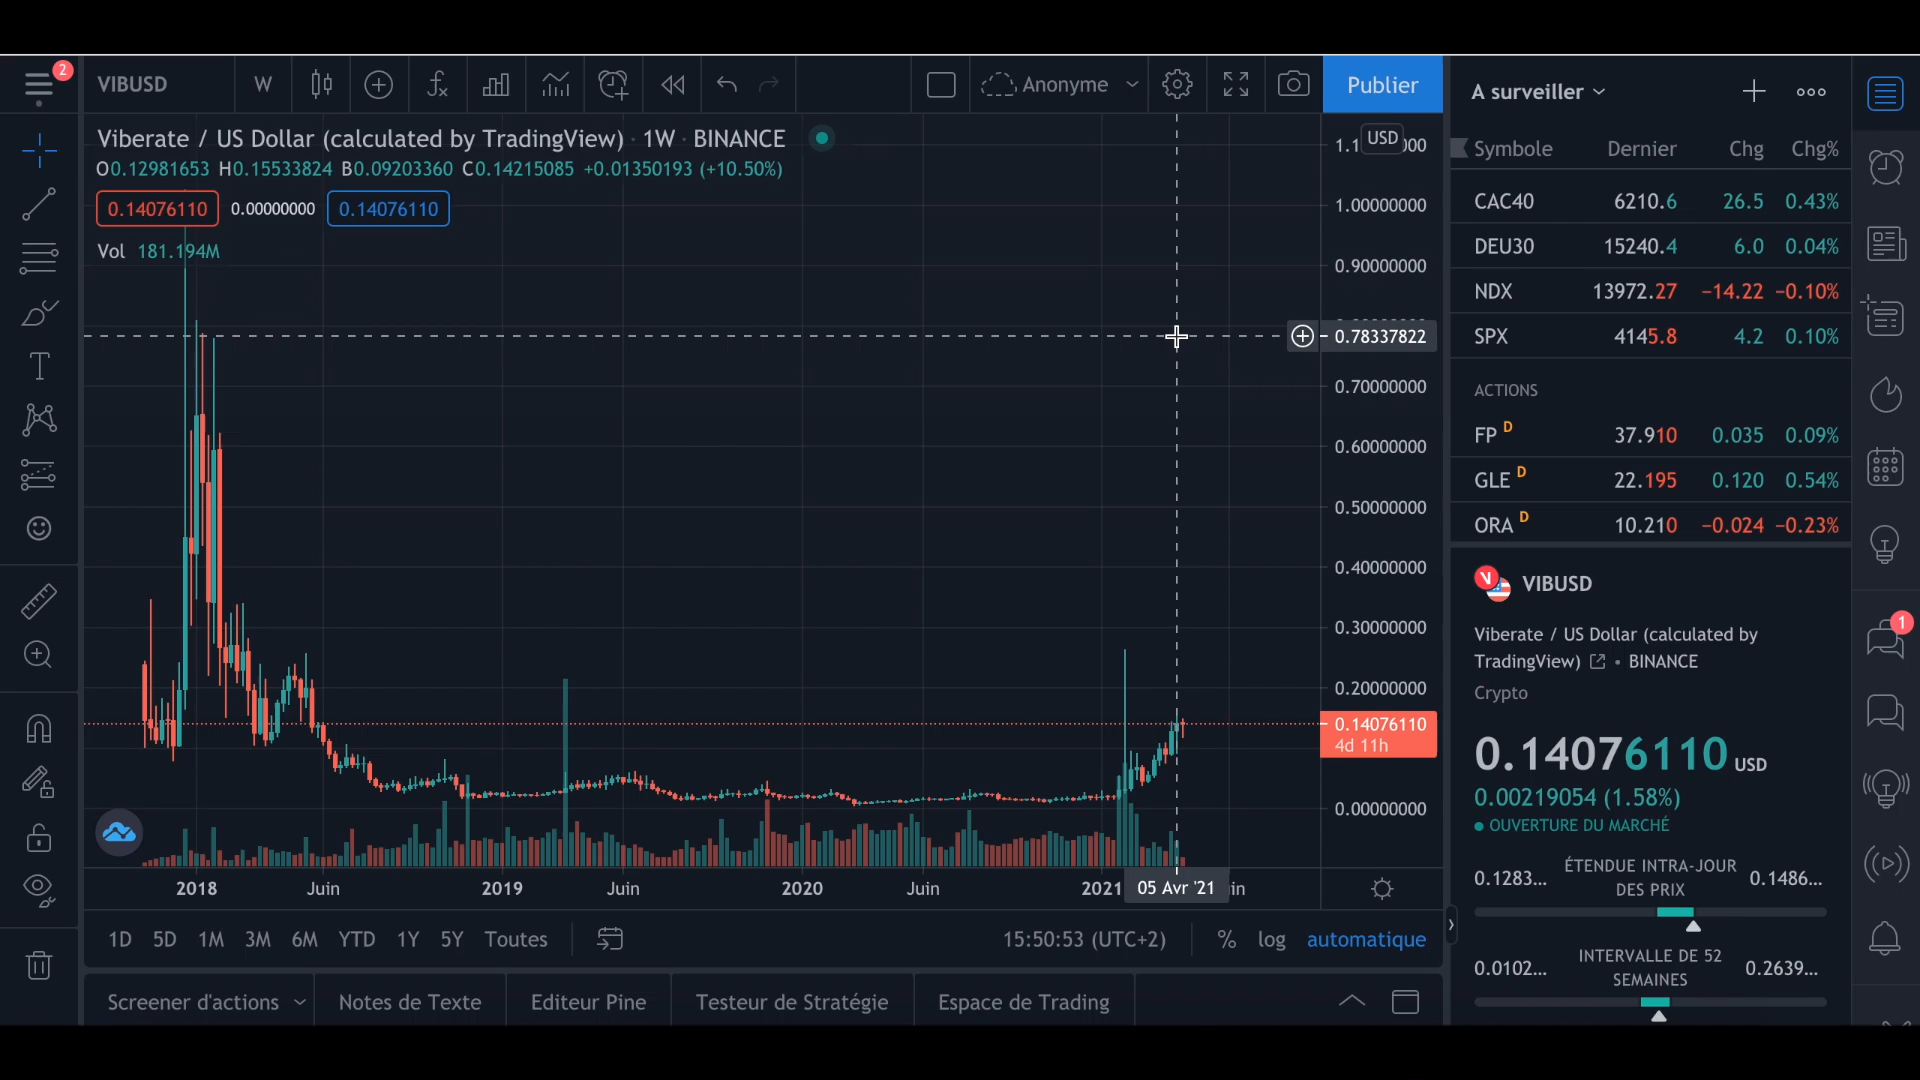 2
VIBUSD
W
Anonyme
Publier
Viberate / US Dollar (calculated by TradingView) · 1W · BINANCE
O0.12981653 H0.15533824 B0.09203360 C0.14215085 +0.01350193 (+10.50%)
0.14076110 0.00000000 0.14076110
Vol 181.194M
USD
1.00000000
0.90000000
0.78337822
0.70000000
0.60000000
0.50000000
0.40000000
0.30000000
0.20000000
0.14076110
4d 11h
0.00000000
2018 Juin 2019 Juin 2020 Juin 2021 05 Avr '21
1D 5D 1M 3M 6M YTD 1Y 5Y Toutes
15:50:53 (UTC+2) % log automatique
Screener d'actions Notes de Texte Editeur Pine Testeur de Stratégie Espace de Trading
A surveiller
Symbole Dernier Chg Chg%
CAC40 6210.6 26.5 0.43%
DEU30 15240.4 6.0 0.04%
NDX 13972.27 −14.22 −0.10%
SPX 4145.8 4.2 0.10%
ACTIONS
FP D 37.910 0.035 0.09%
GLE D 22.195 0.120 0.54%
ORA D 10.210 −0.024 −0.23%
V VIBUSD
Viberate / US Dollar (calculated by
TradingView) • BINANCE
Crypto
0.14076110 USD
0.00219054 (1.58%)
OUVERTURE DU MARCHÉ
0.1283... ÉTENDUE INTRA-JOUR DES PRIX 0.1486...
0.0102... INTERVALLE DE 52 SEMAINES 0.2639...
1